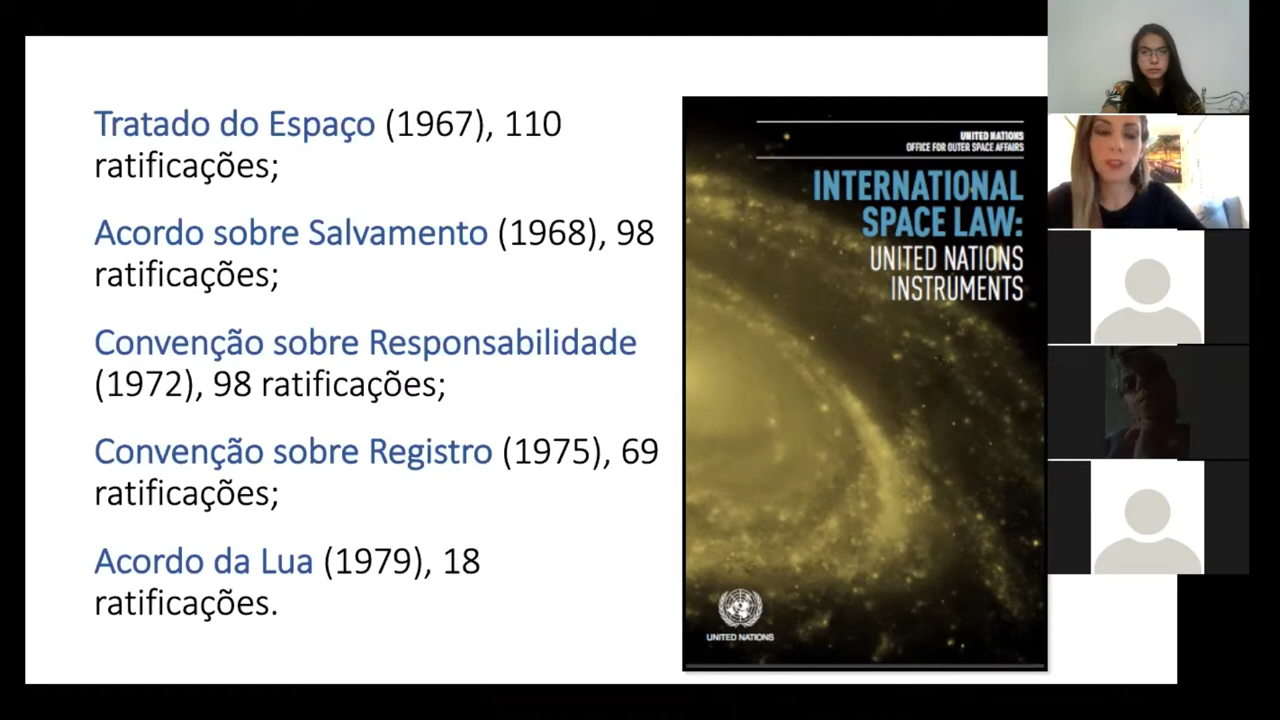 Tratado do Espaço (1967), 110
ratificações;
Acordo sobre Salvamento (1968), 98
ratificações;
Convenção sobre Responsabilidade
(1972), 98 ratificações;
Convenção sobre Registro (1975), 69
ratificações;
Acordo da Lua (1979), 18
ratificações.
UNITED NATIONS
OFFICE FOR OUTER SPACE AFFAIRS
INTERNATIONAL
SPACE LAW:
UNITED NATIONS
INSTRUMENTS
UNITED NATIONS